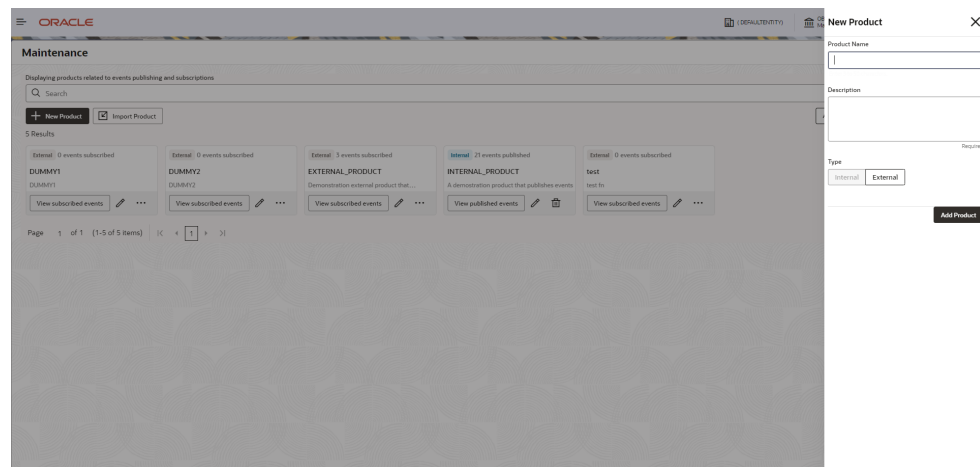 ORACLE
( DEFAULTENTITY)
Maintenance
Displaying products related to events publishing and subscriptions
Search
New Product
Import Product
5 Results
External 0 events subscribed
DUMMY1
DUMMY1
View subscribed events
External 0 events subscribed
DUMMY2
DUMMY2
View subscribed events
External 3 events subscribed
EXTERNAL_PRODUCT
Demonstration external product that...
View subscribed events
Internal 21 events published
INTERNAL_PRODUCT
A demostration product that publishes events
View published events
External 0 events subscribed
test
test fn
View subscribed events
Page 1 of 1 (1-5 of 5 items) 1
New Product
Product Name
Description
Require
Type
Internal External
Add Product